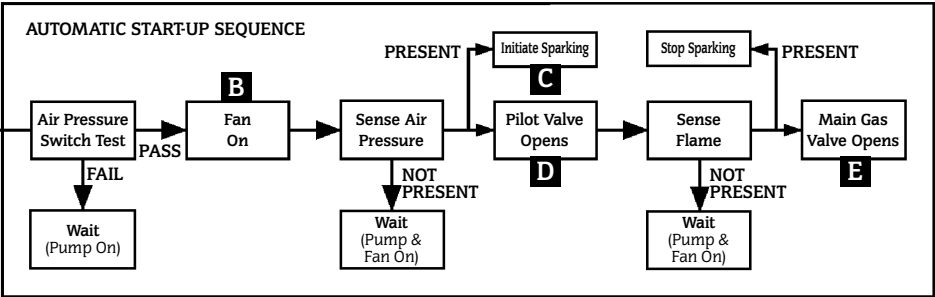 AUTOMATIC START-UP SEQUENCE
PRESENT
Initiate Sparking
C
Stop Sparking
PRESENT
B
Air Pressure
Switch Test
PASS
Fan
On
Sense Air
Pressure
Pilot Valve
Opens
D
Sense
Flame
Main Gas
Valve Opens
E
FAIL
NOT
PRESENT
NOT
PRESENT
Wait
(Pump On)
Wait
(Pump &
Fan On)
Wait
(Pump &
Fan On)